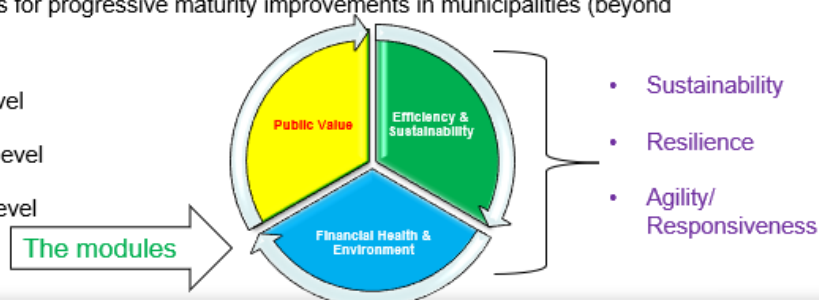 s for progressive maturity improvements in municipalities (beyond
vel
evel
evel
The modules
Public Value
Efficiency &
Sustainability
Financial Health &
Environment
• Sustainability
• Resilience
• Agility/
Responsiveness